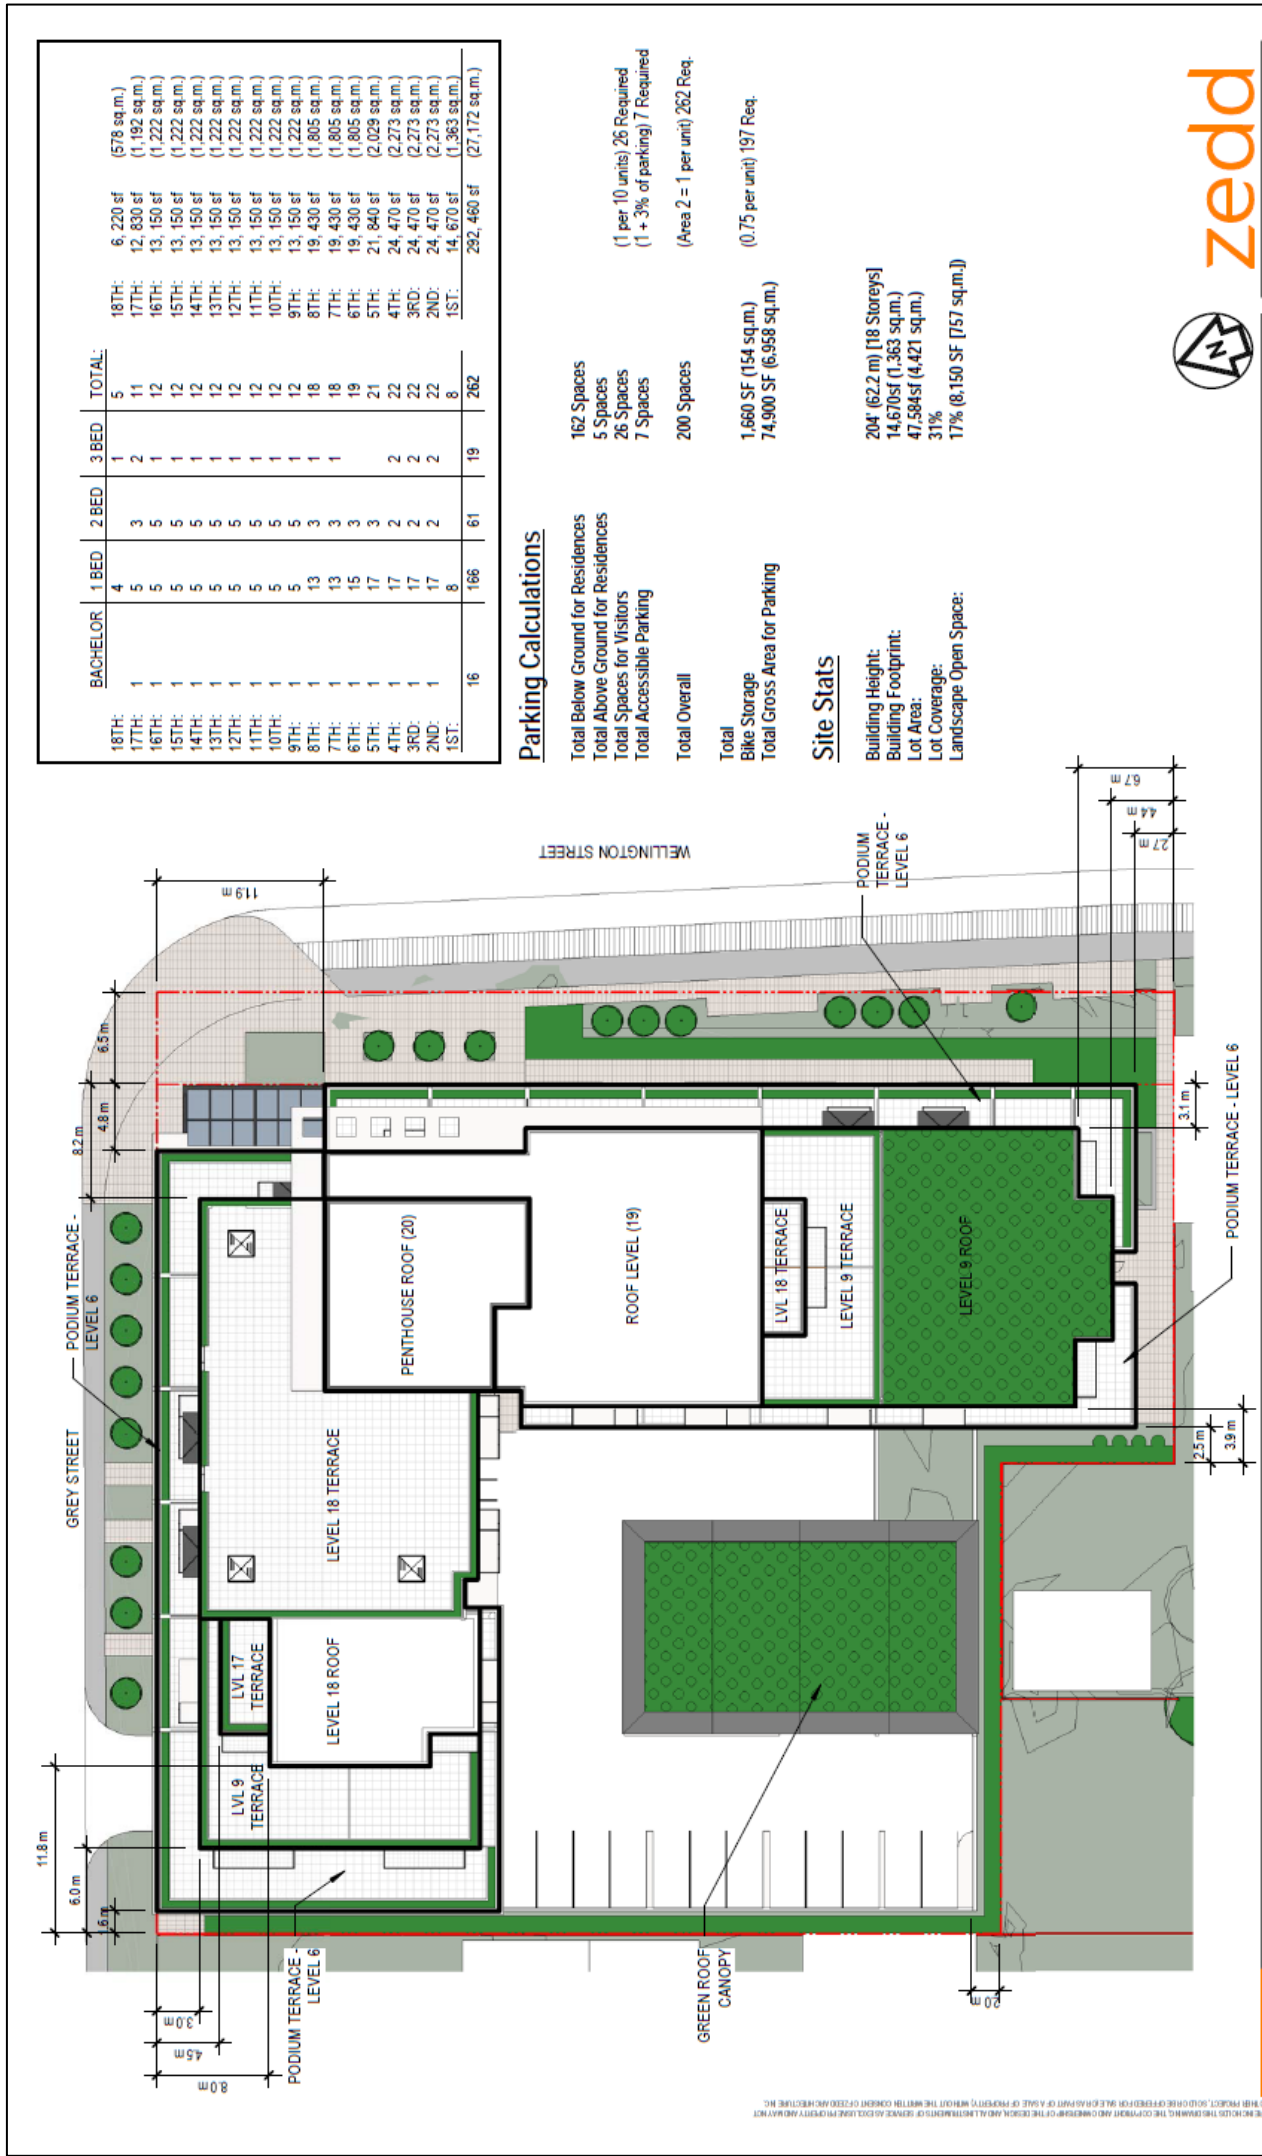 BACHELOR 1 BED 2 BED 3 BED TOTAL:
18TH: 4 1 5 18TH: 6, 220 sf (578 sq.m.)
17TH: 1 5 3 2 11 17TH: 12, 830 sf (1,192 sq.m.)
16TH: 1 5 5 1 12 16TH: 13, 150 sf (1,222 sq.m.)
15TH: 1 5 5 1 12 15TH: 13, 150 sf (1,222 sq.m.)
14TH: 1 5 5 1 12 14TH: 13, 150 sf (1,222 sq.m.)
13TH: 1 5 5 1 12 13TH: 13, 150 sf (1,222 sq.m.)
12TH: 1 5 5 1 12 12TH: 13, 150 sf (1,222 sq.m.)
11TH: 1 5 5 1 12 11TH: 13, 150 sf (1,222 sq.m.)
10TH: 1 5 5 1 12 10TH: 13, 150 sf (1,222 sq.m.)
9TH: 1 5 5 1 12 9TH: 13, 150 sf (1,222 sq.m.)
8TH: 1 13 3 1 18 8TH: 19, 430 sf (1,805 sq.m.)
7TH: 1 13 3 1 18 7TH: 19, 430 sf (1,805 sq.m.)
6TH: 1 15 3 19 6TH: 19, 430 sf (1,805 sq.m.)
5TH: 1 17 3 21 5TH: 21, 840 sf (2,029 sq.m.)
4TH: 1 17 2 2 22 4TH: 24, 470 sf (2,273 sq.m.)
3RD: 1 17 2 2 22 3RD: 24, 470 sf (2,273 sq.m.)
2ND: 1 17 2 2 22 2ND: 24, 470 sf (2,273 sq.m.)
1ST: 8 8 1ST: 14, 670 sf (1,363 sq.m.)
16 166 61 19 262 292, 460 sf (27,172 sq.m.)
Parking Calculations
Total Below Ground for Residences 162 Spaces
Total Above Ground for Residences 5 Spaces
Total Spaces for Visitors 26 Spaces (1 per 10 units) 26 Required
Total Accessible Parking 7 Spaces (1 + 3% of parking) 7 Required
Total Overall 200 Spaces (Area 2 = 1 per unit) 262 Req.
Total
Bike Storage 1,660 SF (154 sq.m.) (0.75 per unit) 197 Req.
Total Gross Area for Parking 74,900 SF (6,958 sq.m.)
Site Stats
Building Height: 204' (62.2 m) [18 Storeys]
Building Footprint: 14,670sf (1,363 sq.m.)
Lot Area: 47,584sf (4,421 sq.m.)
Lot Coverage: 31%
Landscape Open Space: 17% (8,150 SF [757 sq.m.])
N
zedd
GREY STREET
WELLINGTON STREET
PODIUM TERRACE -
LEVEL 6
11.8 m
6.0 m
8.2 m
4.8 m
6.5 m
11.9 m
3.0 m
4.5 m
8.0 m
PODIUM TERRACE -
LEVEL 6
LVL 9
TERRACE
LVL 17
TERRACE
LEVEL 18 ROOF
LEVEL 18 TERRACE
PENTHOUSE ROOF (20)
ROOF LEVEL (19)
LVL 18 TERRACE
LEVEL 9 TERRACE
LEVEL 9 ROOF
PODIUM
TERRACE -
LEVEL 6
GREEN ROOF
CANOPY
2.0 m
2.5 m
3.9 m
3.1 m
2.7 m
4.4 m
6.7 m
PODIUM TERRACE - LEVEL 6